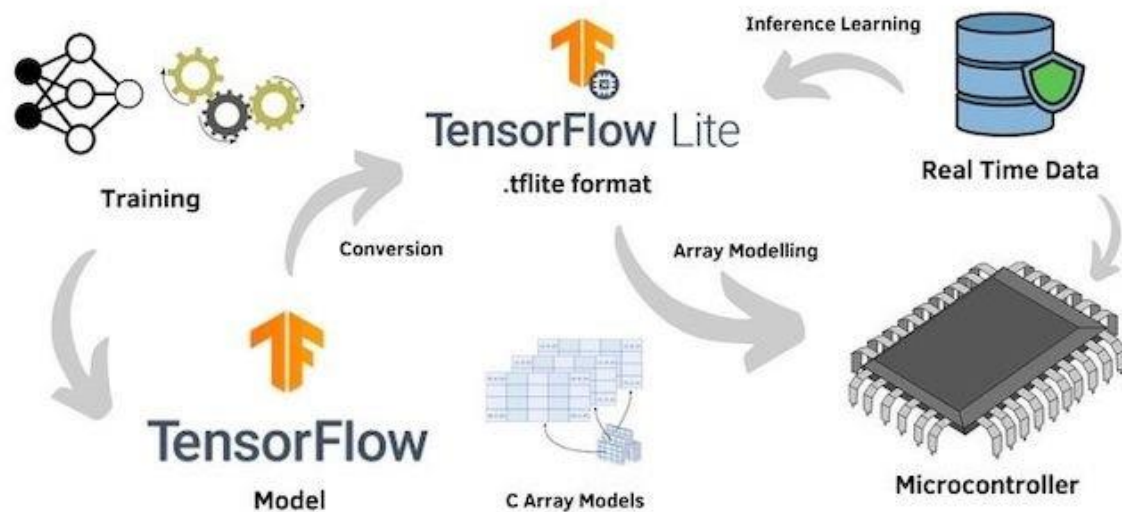 Inference Learning
TensorFlow Lite
.tflite format
Real Time Data
Training
Conversion
Array Modelling
TensorFlow
Model
C Array Models
Microcontroller